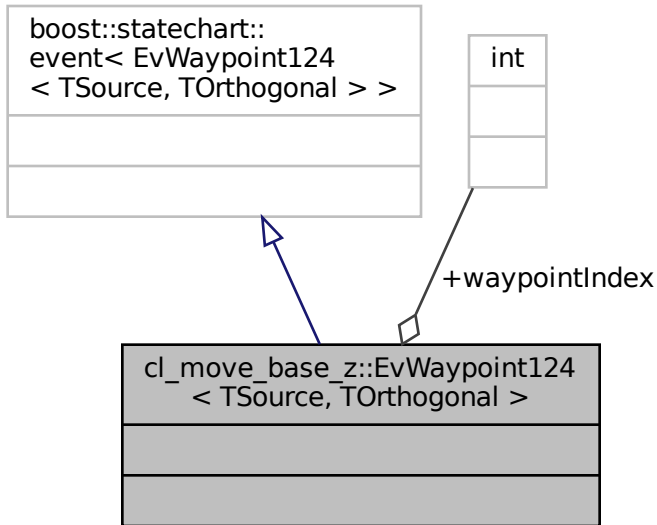 boost::statechart::
event< EvWaypoint124
< TSource, TOrthogonal > >
int
+waypointIndex
cl_move_base_z::EvWaypoint124
< TSource, TOrthogonal >